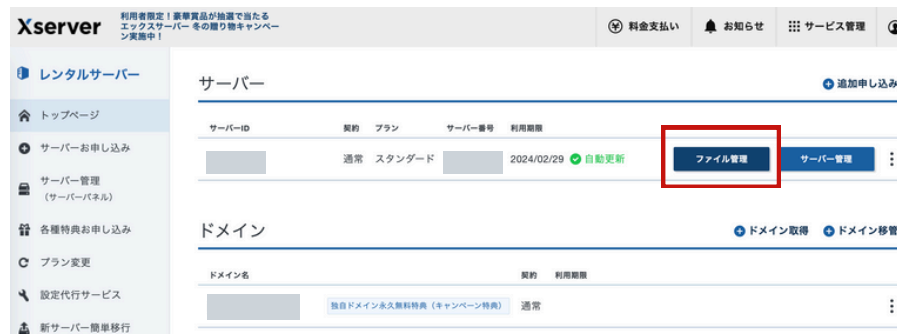 Xserver
利用者限定！豪華賞品が抽選で当たる
エックスサーバー 冬の贈り物キャンペー
ン実施中！
料金支払い
お知らせ
サービス管理
レンタルサーバー
トップページ
サーバーお申し込み
サーバー管理
（サーバーパネル）
各種特典お申し込み
プラン変更
設定代行サービス
新サーバー簡単移行
サーバー
追加申し込み
サーバーID 契約 プラン サーバー番号 利用期限
通常 スタンダード 2024/02/29 自動更新 ファイル管理 サーバー管理
ドメイン
ドメイン取得 ドメイン移管
ドメイン名 契約 利用期限
独自ドメイン永久無料特典（キャンペーン特典） 通常